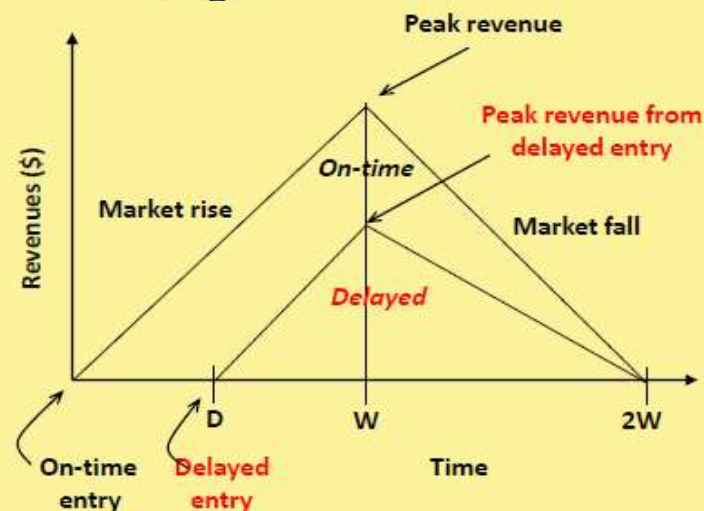 Peak revenue
Peak revenue from
delayed entry
On-time
Market rise
Market fall
Revenues ($)
Delayed
D
W
2W
On-time
entry
Delayed
entry
Time